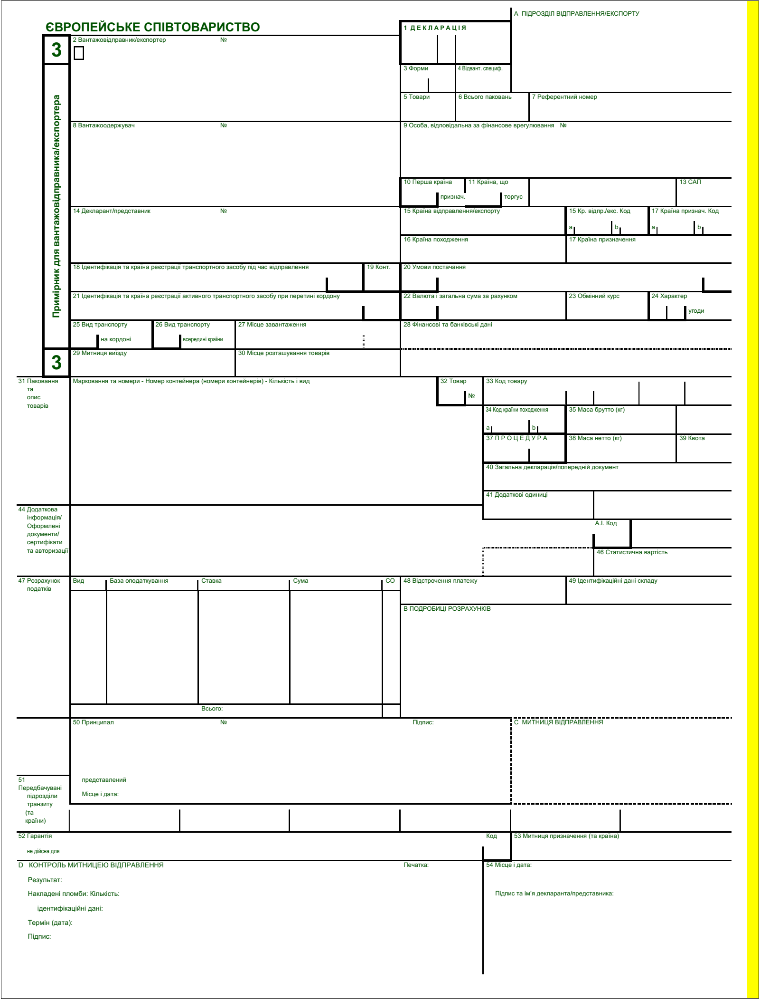 А ПІДРОЗДІЛ ВІДПРАВЛЕННЯ/ЕКСПОРТУ
ЄВРОПЕЙСЬКЕ СПІВТОВАРИСТВО
1 ДЕКЛАРАЦІЯ
3
2 Вантажовідправник/експортер №
3 Форми
4 Відвант. специф.
5 Товари
6 Всього паковань
7 Референтний номер
Примірник для вантажовідправника/експортера
8 Вантажоодержувач №
9 Особа, відповідальна за фінансове врегулювання №
10 Перша країна
признач.
11 Країна, що
торгує
13 САП
14 Декларант/представник №
15 Країна відправлення/експорту
15 Кр. відпр./екс. Код
a b
17 Країна признач. Код
a b
16 Країна походження
17 Країна призначення
18 Ідентифікація та країна реєстрації транспортного засобу під час відправлення
19 Конт.
20 Умови постачання
21 Ідентифікація та країна реєстрації активного транспортного засобу при перетині кордону
22 Валюта і загальна сума за рахунком
23 Обмінний курс
24 Характер
угоди
25 Вид транспорту
на кордоні
26 Вид транспорту
всередині країни
27 Місце завантаження
28 Фінансові та банківські дані
3
29 Митниця виїзду
30 Місце розташування товарів
31 Паковання
та
опис
товарів
Марковання та номери - Номер контейнера (номери контейнерів) - Кількість і вид
32 Товар
№
33 Код товару
34 Код країни походження
a b
35 Маса брутто (кг)
37 ПРОЦЕДУРА
38 Маса нетто (кг)
39 Квота
40 Загальна декларація/попередній документ
41 Додаткові одиниці
44 Додаткова
інформація/
Оформлені
документи/
сертифікати
та авторизації
А.І. Код
46 Статистична вартість
47 Розрахунок
податків
Вид
База оподаткування
Ставка
Сума
СО
48 Відстрочення платежу
49 Ідентифікаційні дані складу
В ПОДРОБИЦІ РОЗРАХУНКІВ
Всього:
50 Принципал № Підпис:
С МИТНИЦЯ ВІДПРАВЛЕННЯ
представлений
Місце і дата:
51
Передбачувані
підрозділи
транзиту
(та
країни)
52 Гарантія
не дійсна для
Код
53 Митниця призначення (та країна)
D КОНТРОЛЬ МИТНИЦЕЮ ВІДПРАВЛЕННЯ
Печатка:
54 Місце і дата:
Результат:
Накладені пломби: Кількість:
Підпис та ім’я декларанта/представника:
ідентифікаційні дані:
Термін (дата):
Підпис: